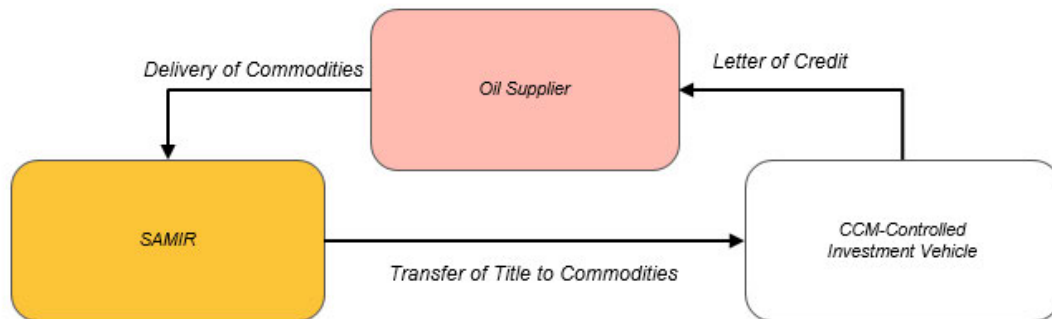 Delivery of Commodities
Oil Supplier
Letter of Credit
SAMIR
CCM-Controlled
Investment Vehicle
Transfer of Title to Commodities